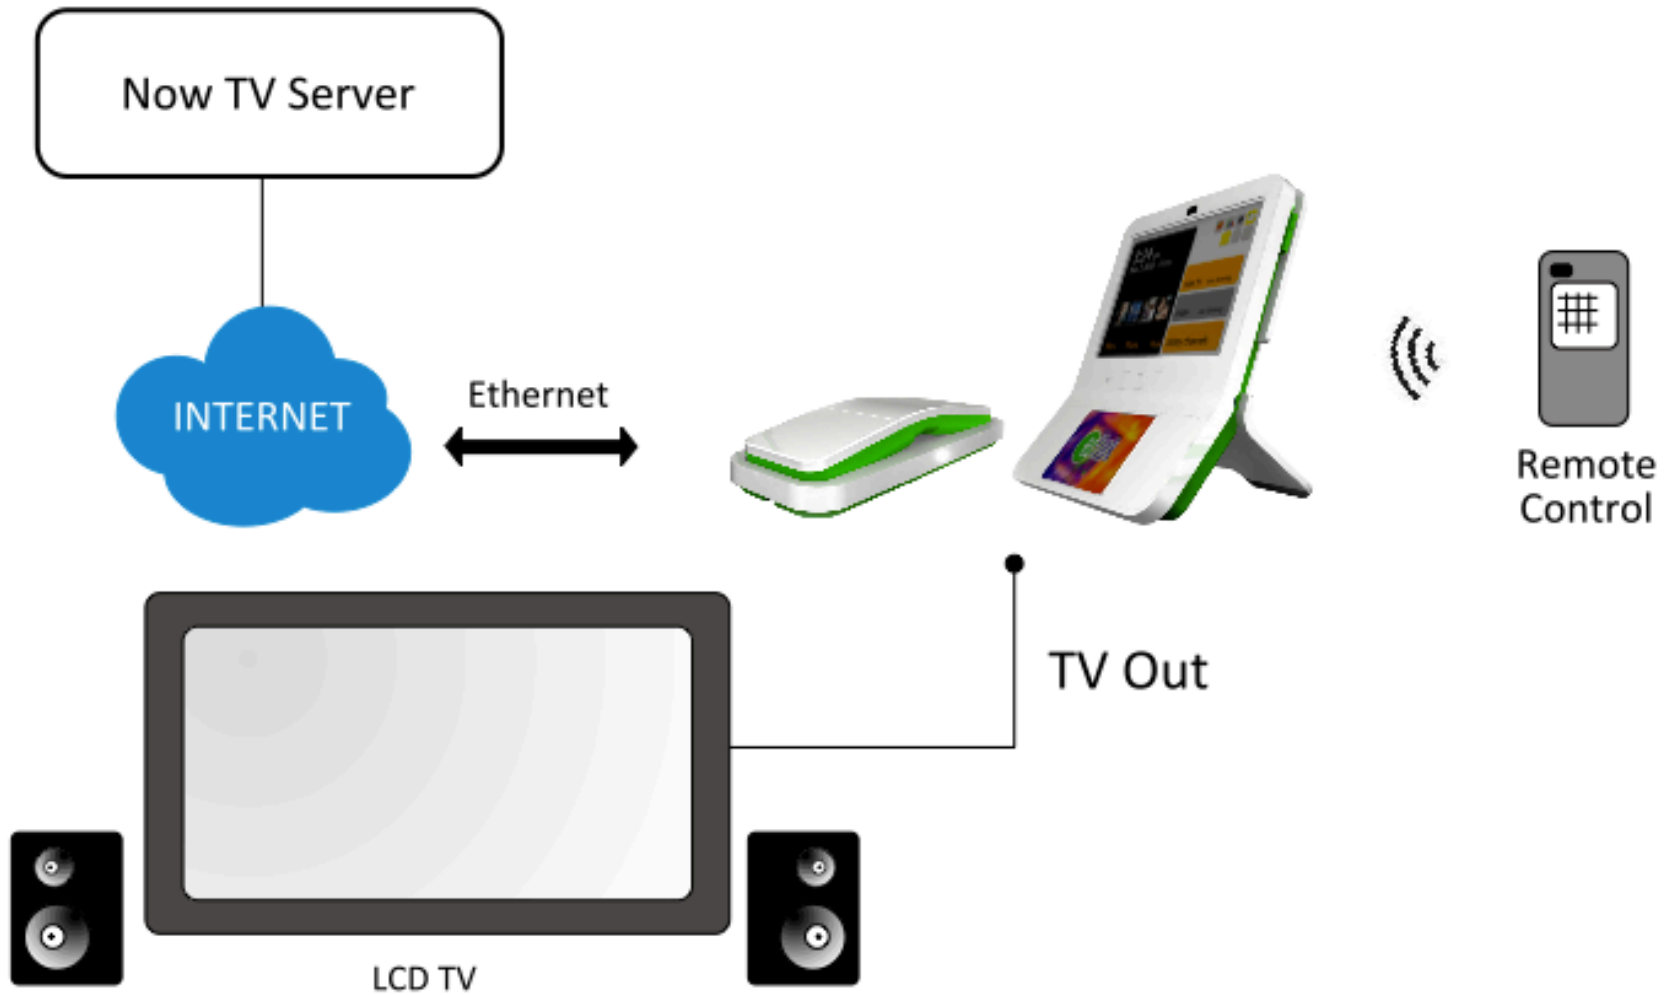 Now TV Server
INTERNET
Ethernet
Remote
Control
TV Out
LCD TV